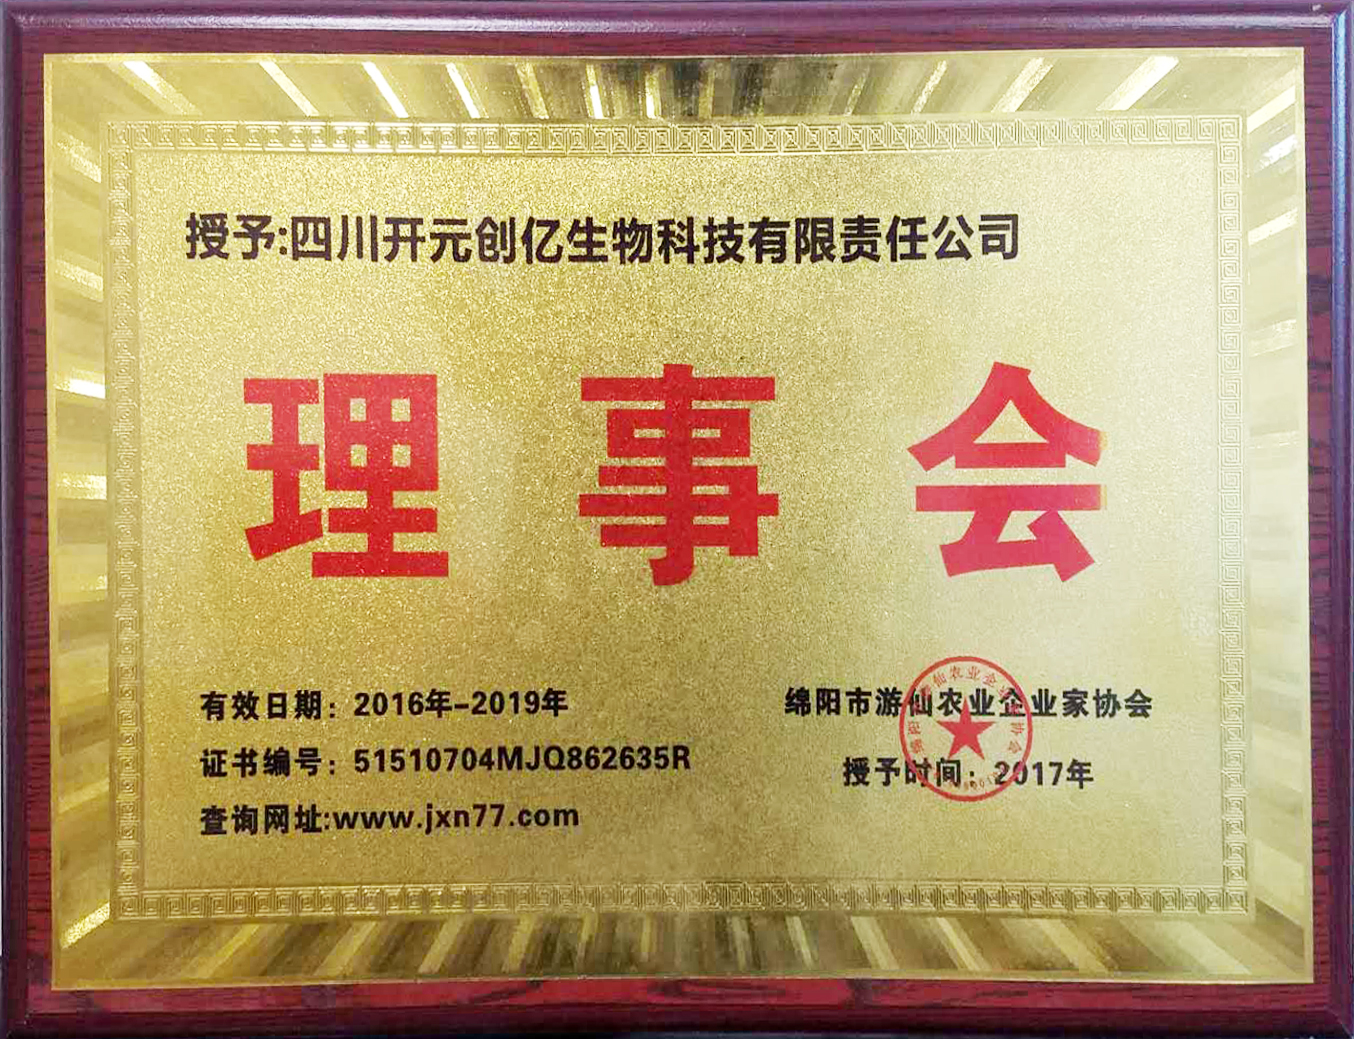 授予:四川开元创亿生物科技有限责任公司
理事会
有效日期：2016年-2019年
证书编号：51510704MJQ862635R
查询网址:www.jxn77.com
绵阳市游仙农业企业家协会
授予时间：2017年